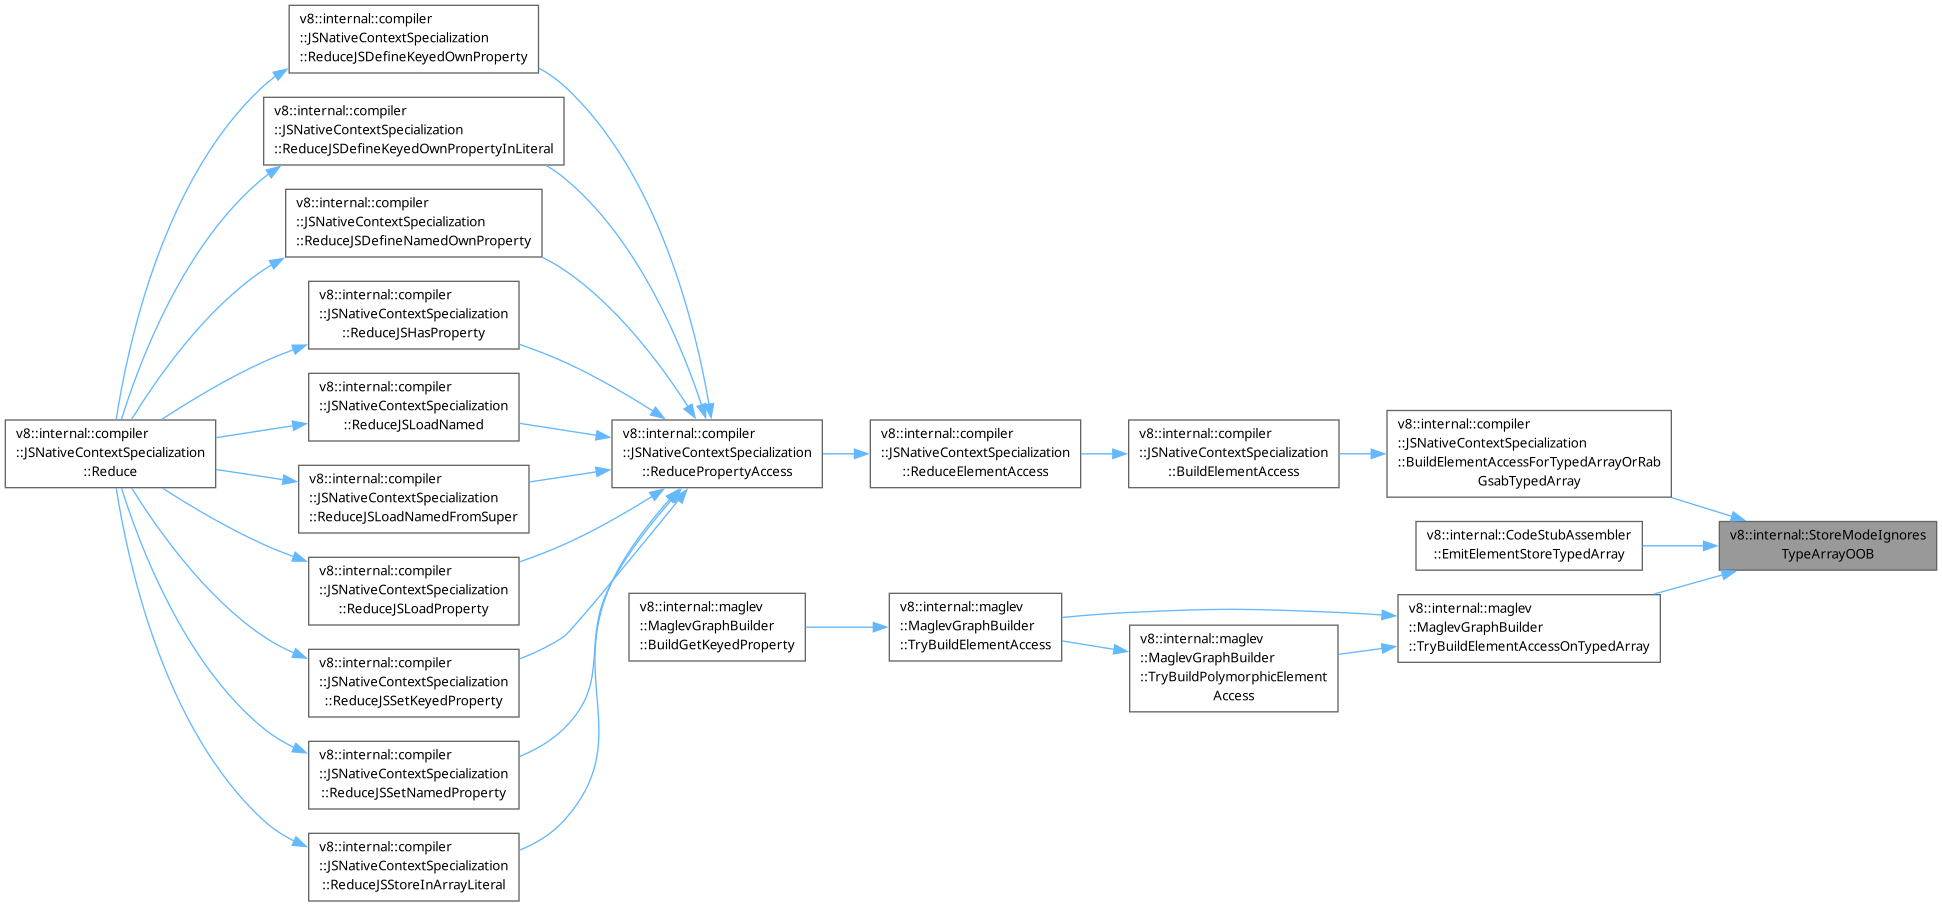 v8::internal::compiler
::JSNativeContextSpecialization
::ReduceJSDefineKeyedOwnProperty
v8::internal::compiler
::JSNativeContextSpecialization
::ReduceJSDefineKeyedOwnPropertyInLiteral
v8::internal::compiler
::JSNativeContextSpecialization
::ReduceJSDefineNamedOwnProperty
v8::internal::compiler
::JSNativeContextSpecialization
::ReduceJSHasProperty
v8::internal::compiler
::JSNativeContextSpecialization
::ReduceJSLoadNamed
v8::internal::compiler
::JSNativeContextSpecialization
::Reduce
v8::internal::compiler
::JSNativeContextSpecialization
::ReduceJSLoadNamedFromSuper
v8::internal::compiler
::JSNativeContextSpecialization
::ReduceJSLoadProperty
v8::internal::compiler
::JSNativeContextSpecialization
::ReduceJSSetKeyedProperty
v8::internal::compiler
::JSNativeContextSpecialization
::ReduceJSSetNamedProperty
v8::internal::compiler
::JSNativeContextSpecialization
::ReduceJSStoreInArrayLiteral
v8::internal::compiler
::JSNativeContextSpecialization
::ReducePropertyAccess
v8::internal::compiler
::JSNativeContextSpecialization
::ReduceElementAccess
v8::internal::compiler
::JSNativeContextSpecialization
::BuildElementAccess
v8::internal::compiler
::JSNativeContextSpecialization
::BuildElementAccessForTypedArrayOrRab
GsabTypedArray
v8::internal::CodeStubAssembler
::EmitElementStoreTypedArray
v8::internal::StoreModeIgnores
TypeArrayOOB
v8::internal::maglev
::MaglevGraphBuilder
::BuildGetKeyedProperty
v8::internal::maglev
::MaglevGraphBuilder
::TryBuildElementAccess
v8::internal::maglev
::MaglevGraphBuilder
::TryBuildPolymorphicElement
Access
v8::internal::maglev
::MaglevGraphBuilder
::TryBuildElementAccessOnTypedArray